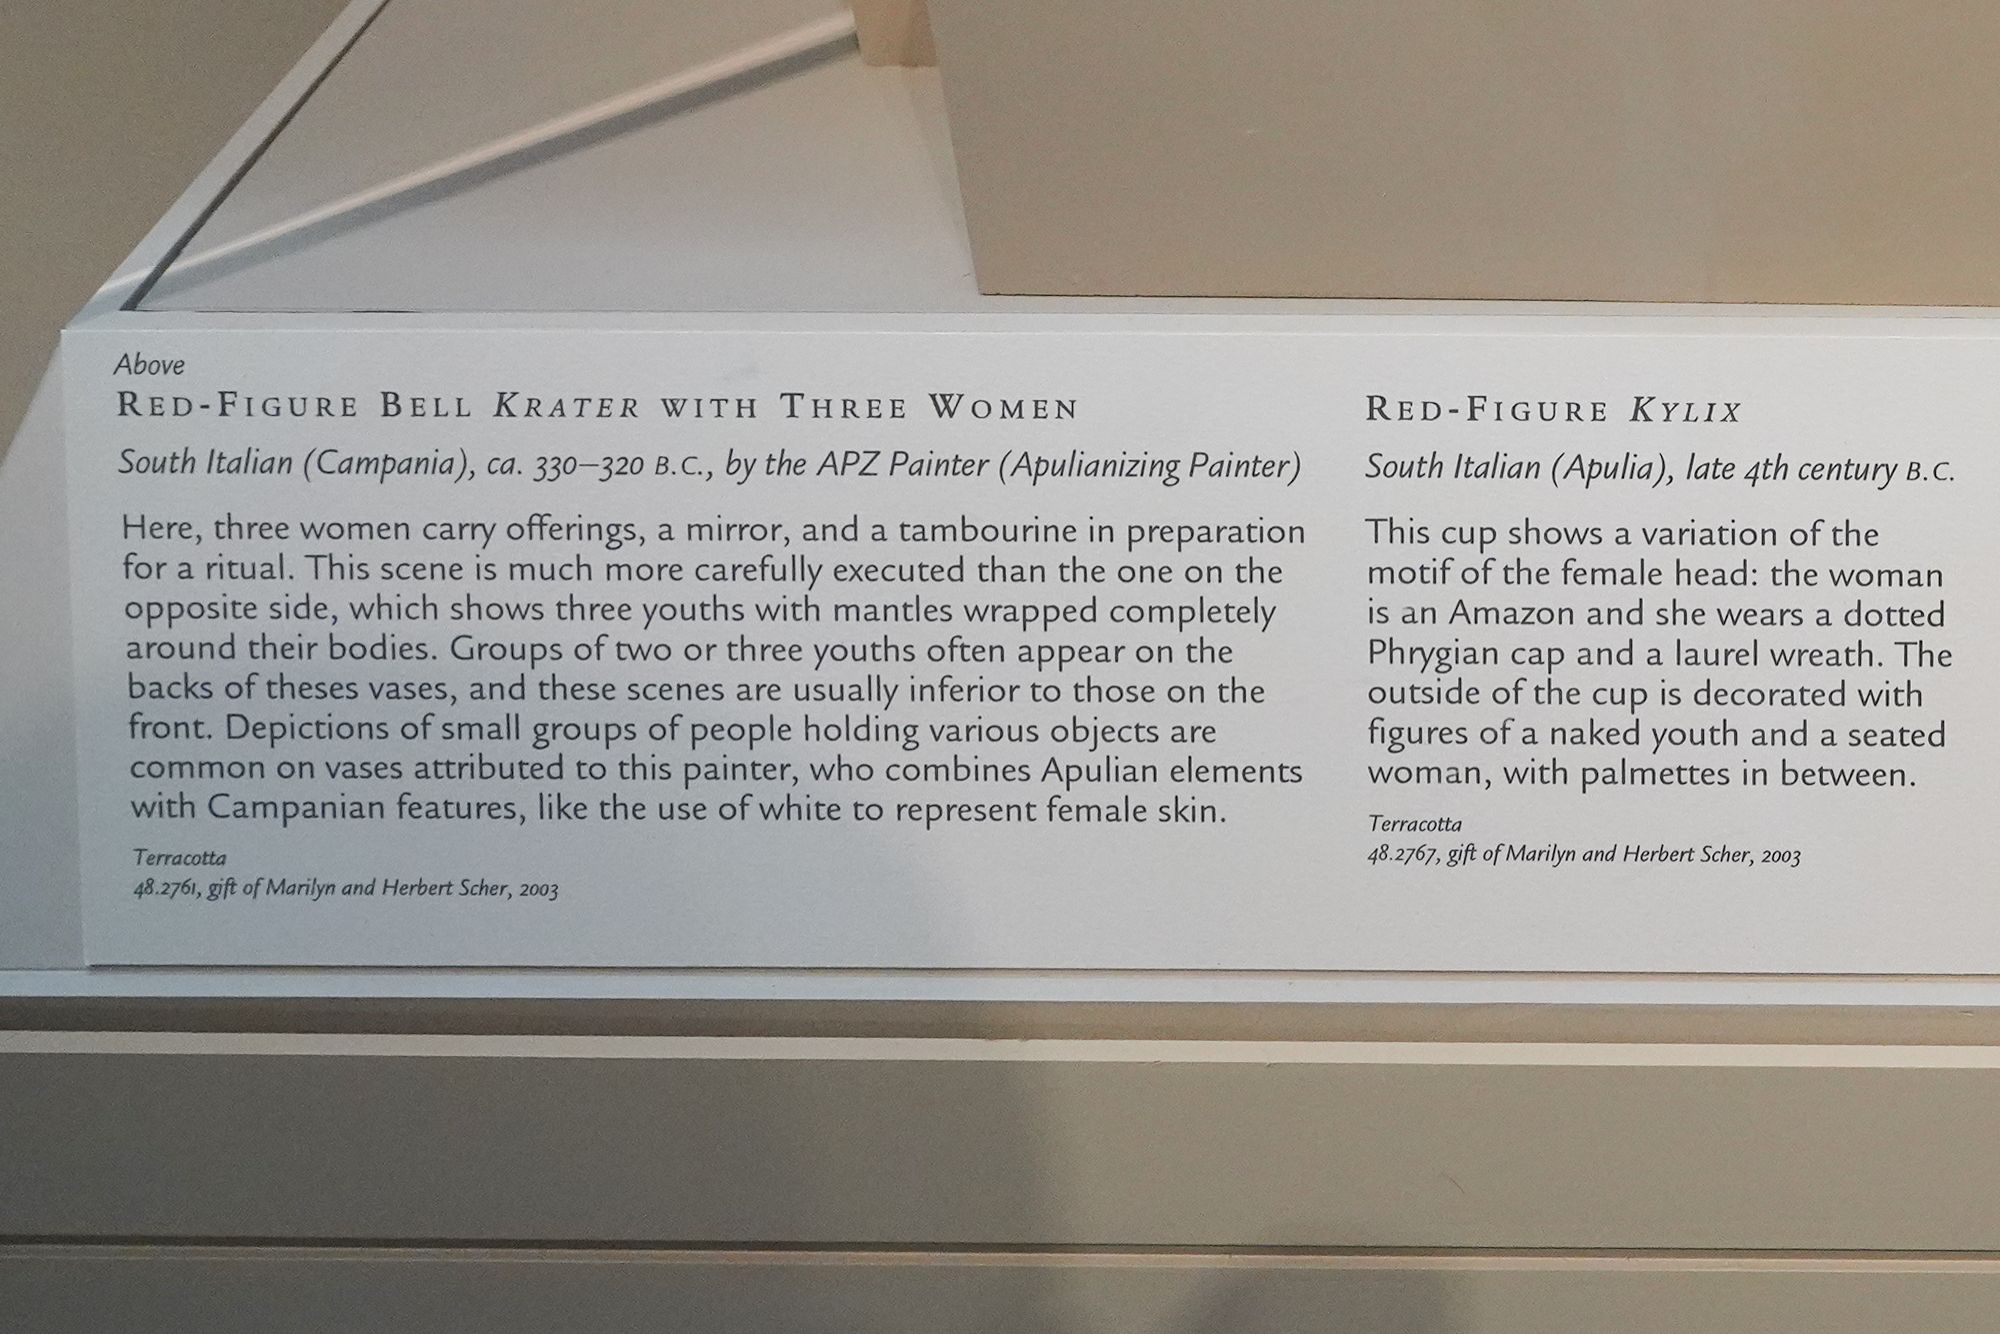 Above
RED-FIGURE BELL KRATER WITH THREE WOMEN
South Italian (Campania), ca. 330–320 B.C., by the APZ Painter (Apulianizing Painter)
Here, three women carry offerings, a mirror, and a tambourine in preparation
for a ritual. This scene is much more carefully executed than the one on the
opposite side, which shows three youths with mantles wrapped completely
around their bodies. Groups of two or three youths often appear on the
backs of theses vases, and these scenes are usually inferior to those on the
front. Depictions of small groups of people holding various objects are
common on vases attributed to this painter, who combines Apulian elements
with Campanian features, like the use of white to represent female skin.
Terracotta
48.2761, gift of Marilyn and Herbert Scher, 2003
RED-FIGURE KYLIX
South Italian (Apulia), late 4th century B.C.
This cup shows a variation of the
motif of the female head: the woman
is an Amazon and she wears a dotted
Phrygian cap and a laurel wreath. The
outside of the cup is decorated with
figures of a naked youth and a seated
woman, with palmettes in between.
Terracotta
48.2767, gift of Marilyn and Herbert Scher, 2003